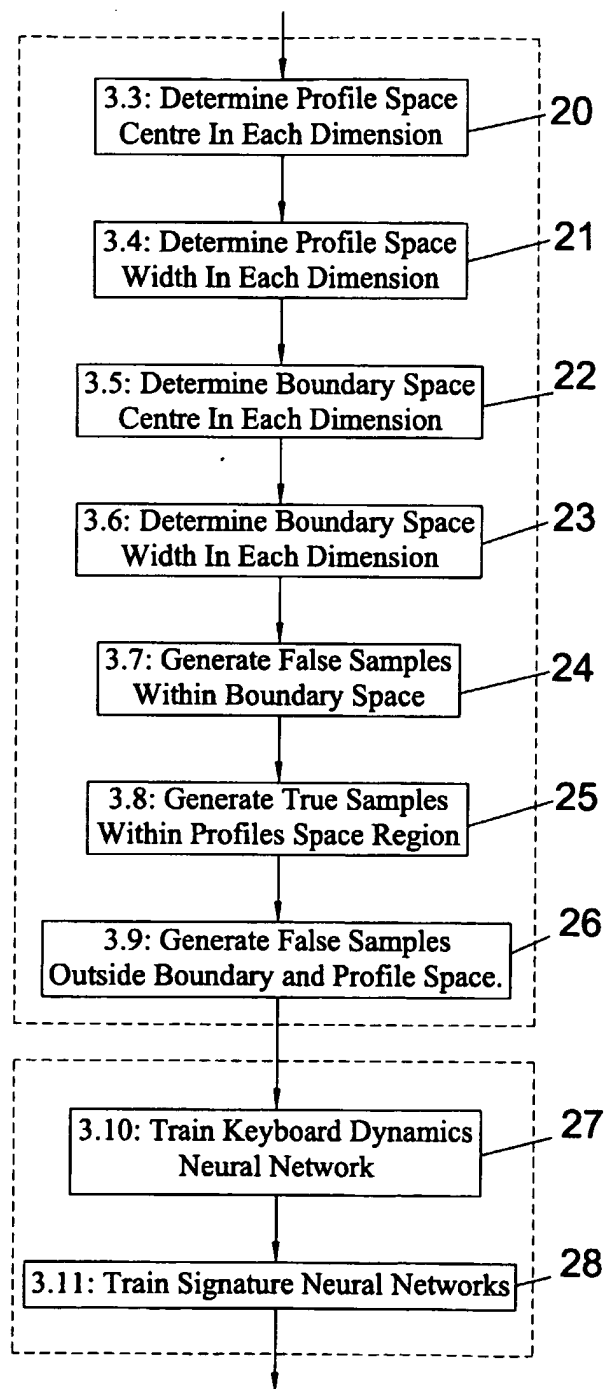 3.3: Determine Profile Space
Centre In Each Dimension
20
3.4: Determine Profile Space
Width In Each Dimension
21
3.5: Determine Boundary Space
Centre In Each Dimension
22
3.6: Determine Boundary Space
Width In Each Dimension
23
3.7: Generate False Samples
Within Boundary Space
24
3.8: Generate True Samples
Within Profiles Space Region
25
3.9: Generate False Samples
Outside Boundary and Profile Space.
26
3.10: Train Keyboard Dynamics
Neural Network
27
3.11: Train Signature Neural Networks
28